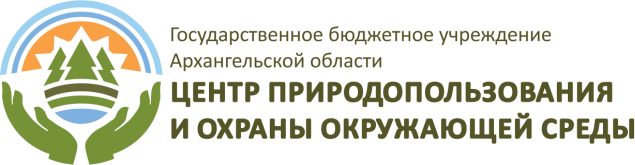 Государственное бюджетное учреждение
Архангельской области
ЦЕНТР ПРИРОДОПОЛЬЗОВАНИЯ
И ОХРАНЫ ОКРУЖАЮЩЕЙ СРЕДЫ